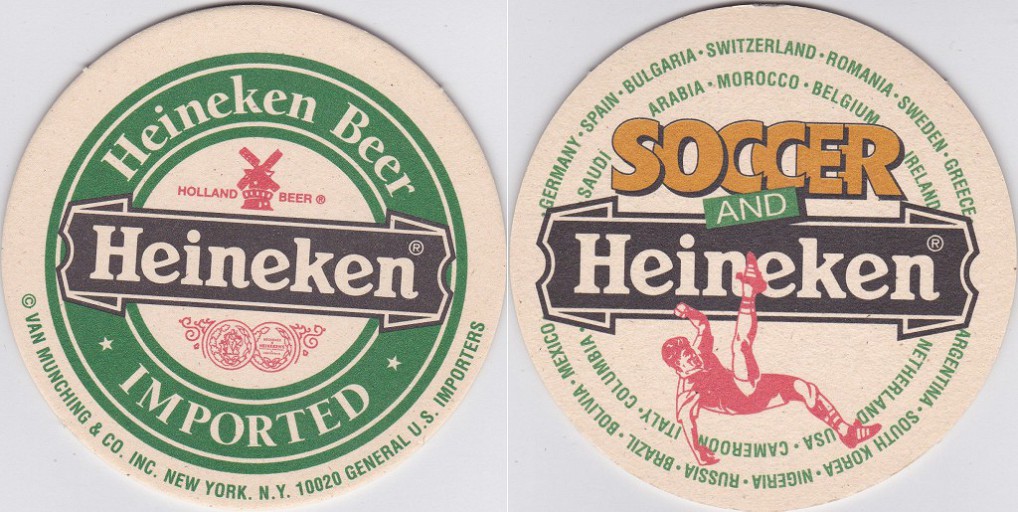 Heineken Beer
HOLLAND BEER ®
Heineken®
IMPORTED
© VAN MUNCHING & CO. INC. NEW YORK. N.Y. 10020 GENERAL U.S. IMPORTERS
GERMANY • SPAIN • BULGARIA • SWITZERLAND • ROMANIA • SWEDEN • GREECE
SAUDI ARABIA • MOROCCO • BELGIUM IRELAND
SOCCER
AND
Heineken®
MEXICO • BOLIVIA • BRAZIL • RUSSIA • NIGERIA • SOUTH KOREA • ARGENTINA
COLUMBIA • ITALY • CAMEROON • USA • NETHERLAND